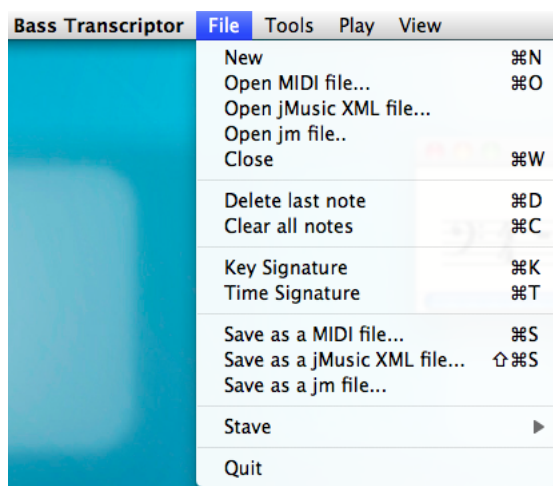 Bass Transcriptor File Tools Play View
New ⌘N
Open MIDI file... ⌘O
Open jMusic XML file...
Open jm file..
Close ⌘W
Delete last note ⌘D
Clear all notes ⌘C
Key Signature ⌘K
Time Signature ⌘T
Save as a MIDI file... ⌘S
Save as a jMusic XML file... ⇧⌘S
Save as a jm file...
Stave ▶
Quit